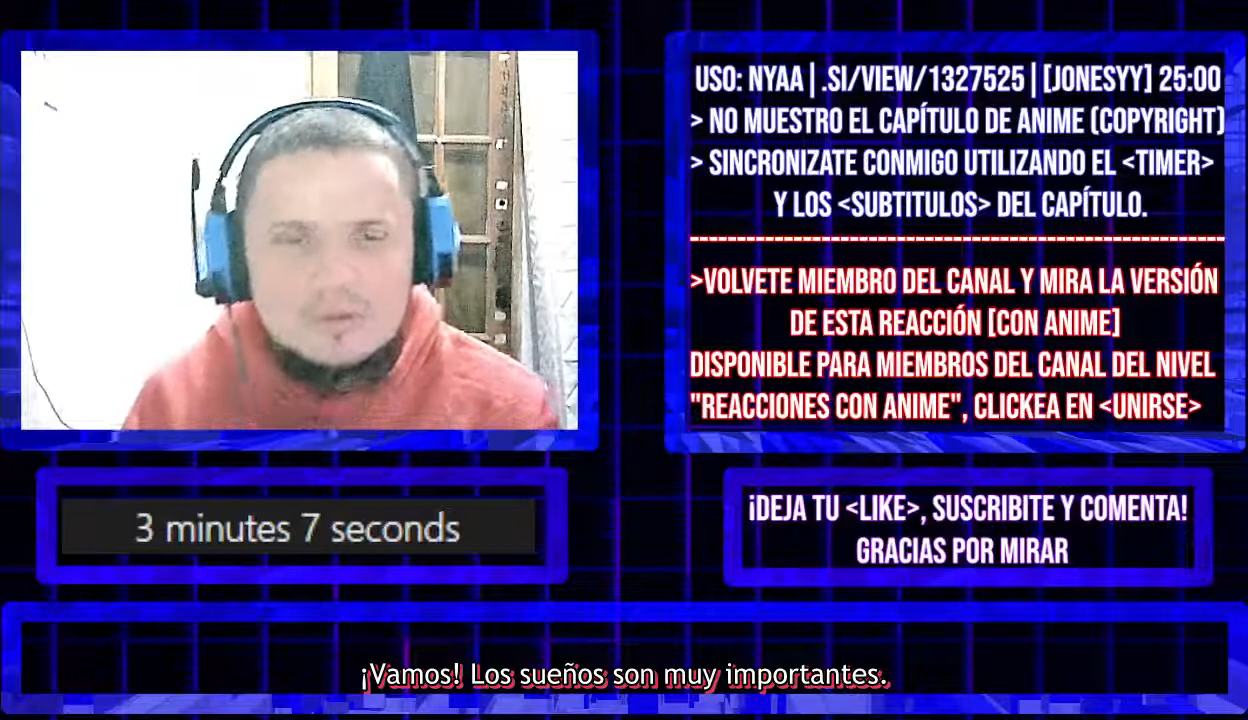 USO: NYAA | .SI/VIEW/1327525 | [JONESYY] 25:00
> NO MUESTRO EL CAPÍTULO DE ANIME (COPYRIGHT)
> SINCRONIZATE CONMIGO UTILIZANDO EL <TIMER>
Y LOS <SUBTITULOS> DEL CAPÍTULO.
>VOLVETE MIEMBRO DEL CANAL Y MIRA LA VERSIÓN
DE ESTA REACCIÓN [CON ANIME]
DISPONIBLE PARA MIEMBROS DEL CANAL DEL NIVEL
"REACCIONES CON ANIME", CLICKEA EN <UNIRSE>
3 minutes 7 seconds
¡DEJA TU <LIKE>, SUSCRIBITE Y COMENTA!
GRACIAS POR MIRAR
¡Vamos! Los sueños son muy importantes.